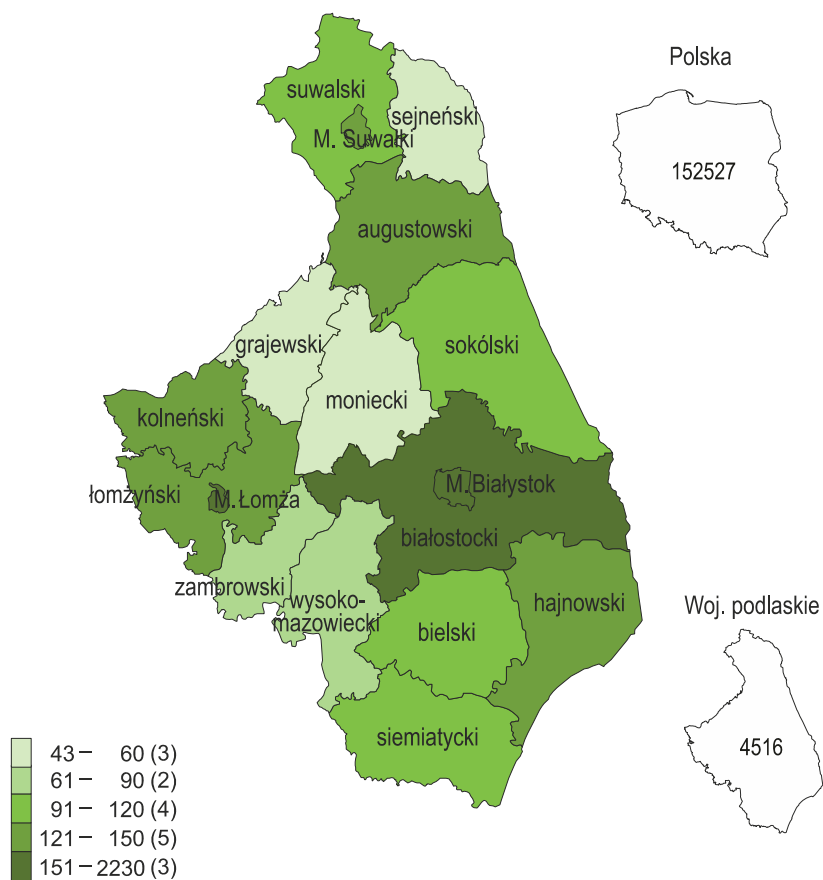 Polska
152527
suwalski
sejneński
M. Suwałki
augustowski
grajewski
sokólski
moniecki
kolneński
łomżyński
M. Łomża
M. Białystok
białostocki
zambrowski
wysoko-
mazowiecki
hajnowski
bielski
siemiatycki
Woj. podlaskie
4516
43 – 60 (3)
61 – 90 (2)
91 – 120 (4)
121 – 150 (5)
151 – 2230 (3)